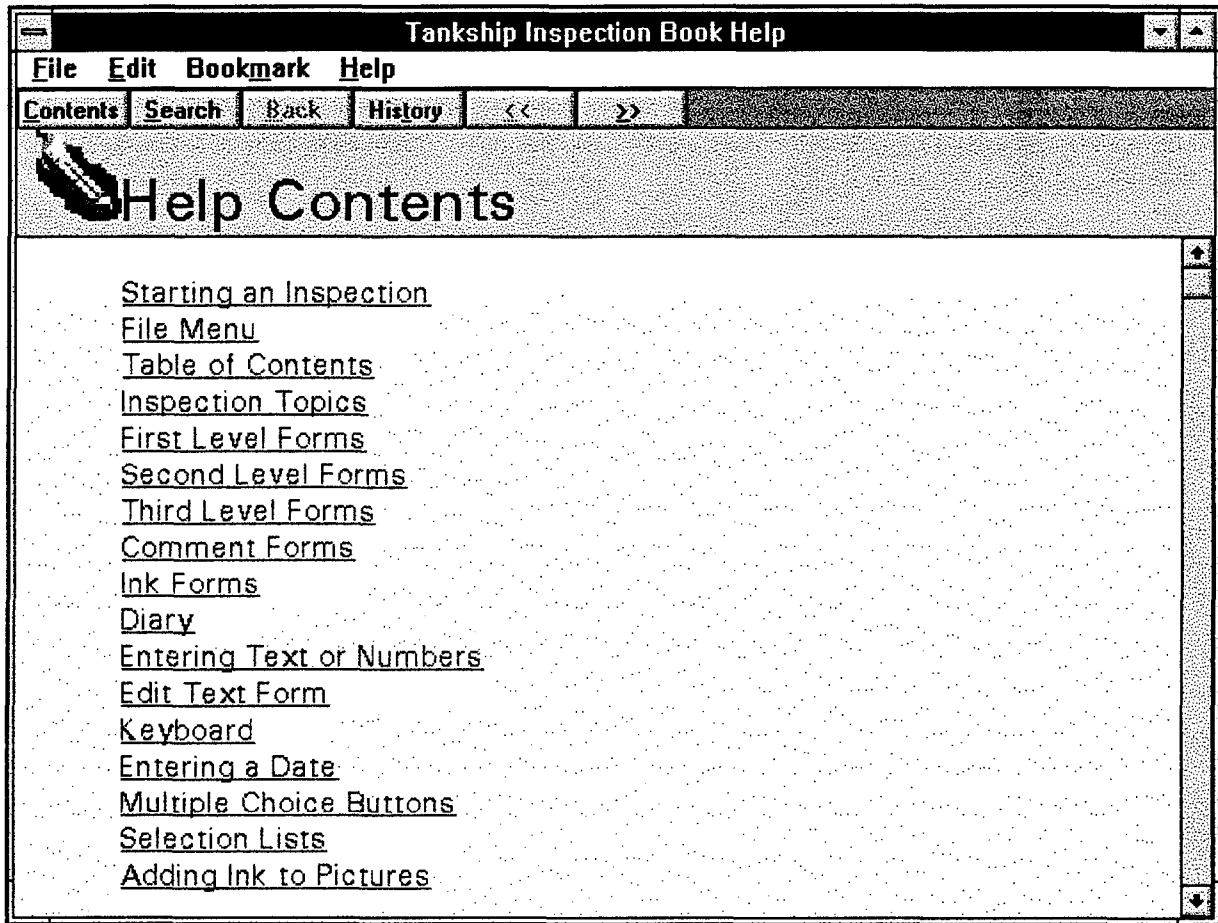 Tankship Inspection Book Help
File Edit Bookmark Help
Contents Search Back History << >>
Help Contents
Starting an Inspection
File Menu
Table of Contents
Inspection Topics
First Level Forms
Second Level Forms
Third Level Forms
Comment Forms
Ink Forms
Diary
Entering Text or Numbers
Edit Text Form
Keyboard
Entering a Date
Multiple Choice Buttons
Selection Lists
Adding Ink to Pictures